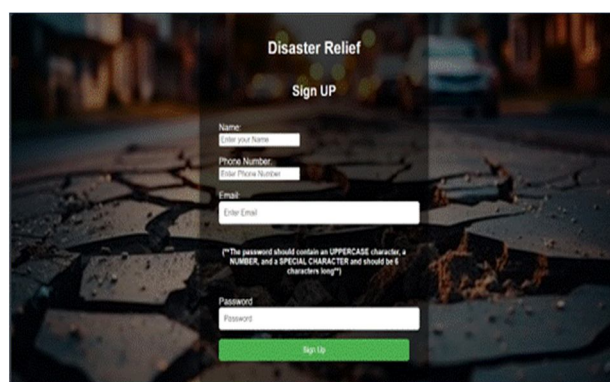 Disaster Relief
Sign UP
Name:
Enter your Name
Phone Number:
Enter Phone Number
Email:
Enter Email
(**The password should contain an UPPERCASE character, a
NUMBER, and a SPECIAL CHARACTER and should be 6
characters long**)
Password
Password
Sign Up